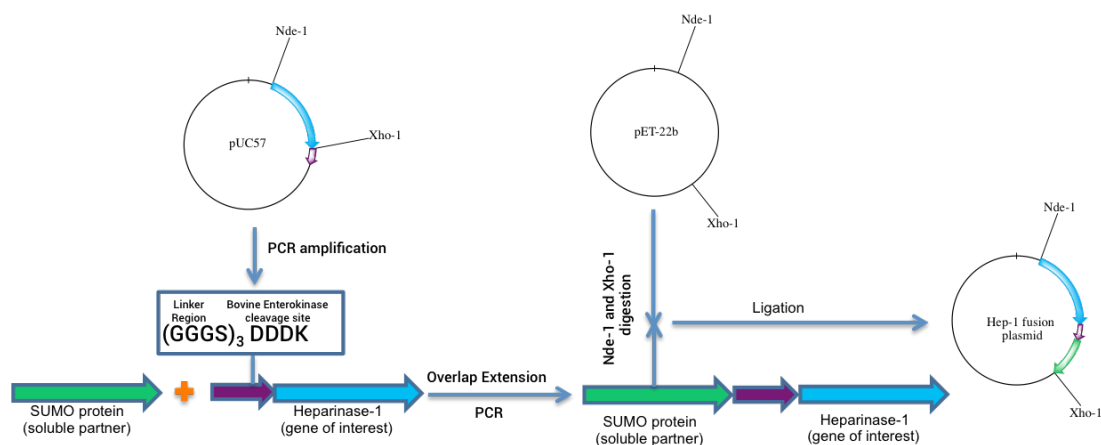 Nde-1
pUC57
Xho-1
Nde-1
pET-22b
Xho-1
PCR amplification
Linker
Region
Bovine Enterokinase
cleavage site
(GGGS)3 DDDK
Nde-1 and Xho-1
digestion
Ligation
Nde-1
Hep-1 fusion
plasmid
Xho-1
SUMO protein
(soluble partner)
Heparinase-1
(gene of interest)
Overlap Extension
PCR
SUMO protein
(soluble partner)
Heparinase-1
(gene of interest)